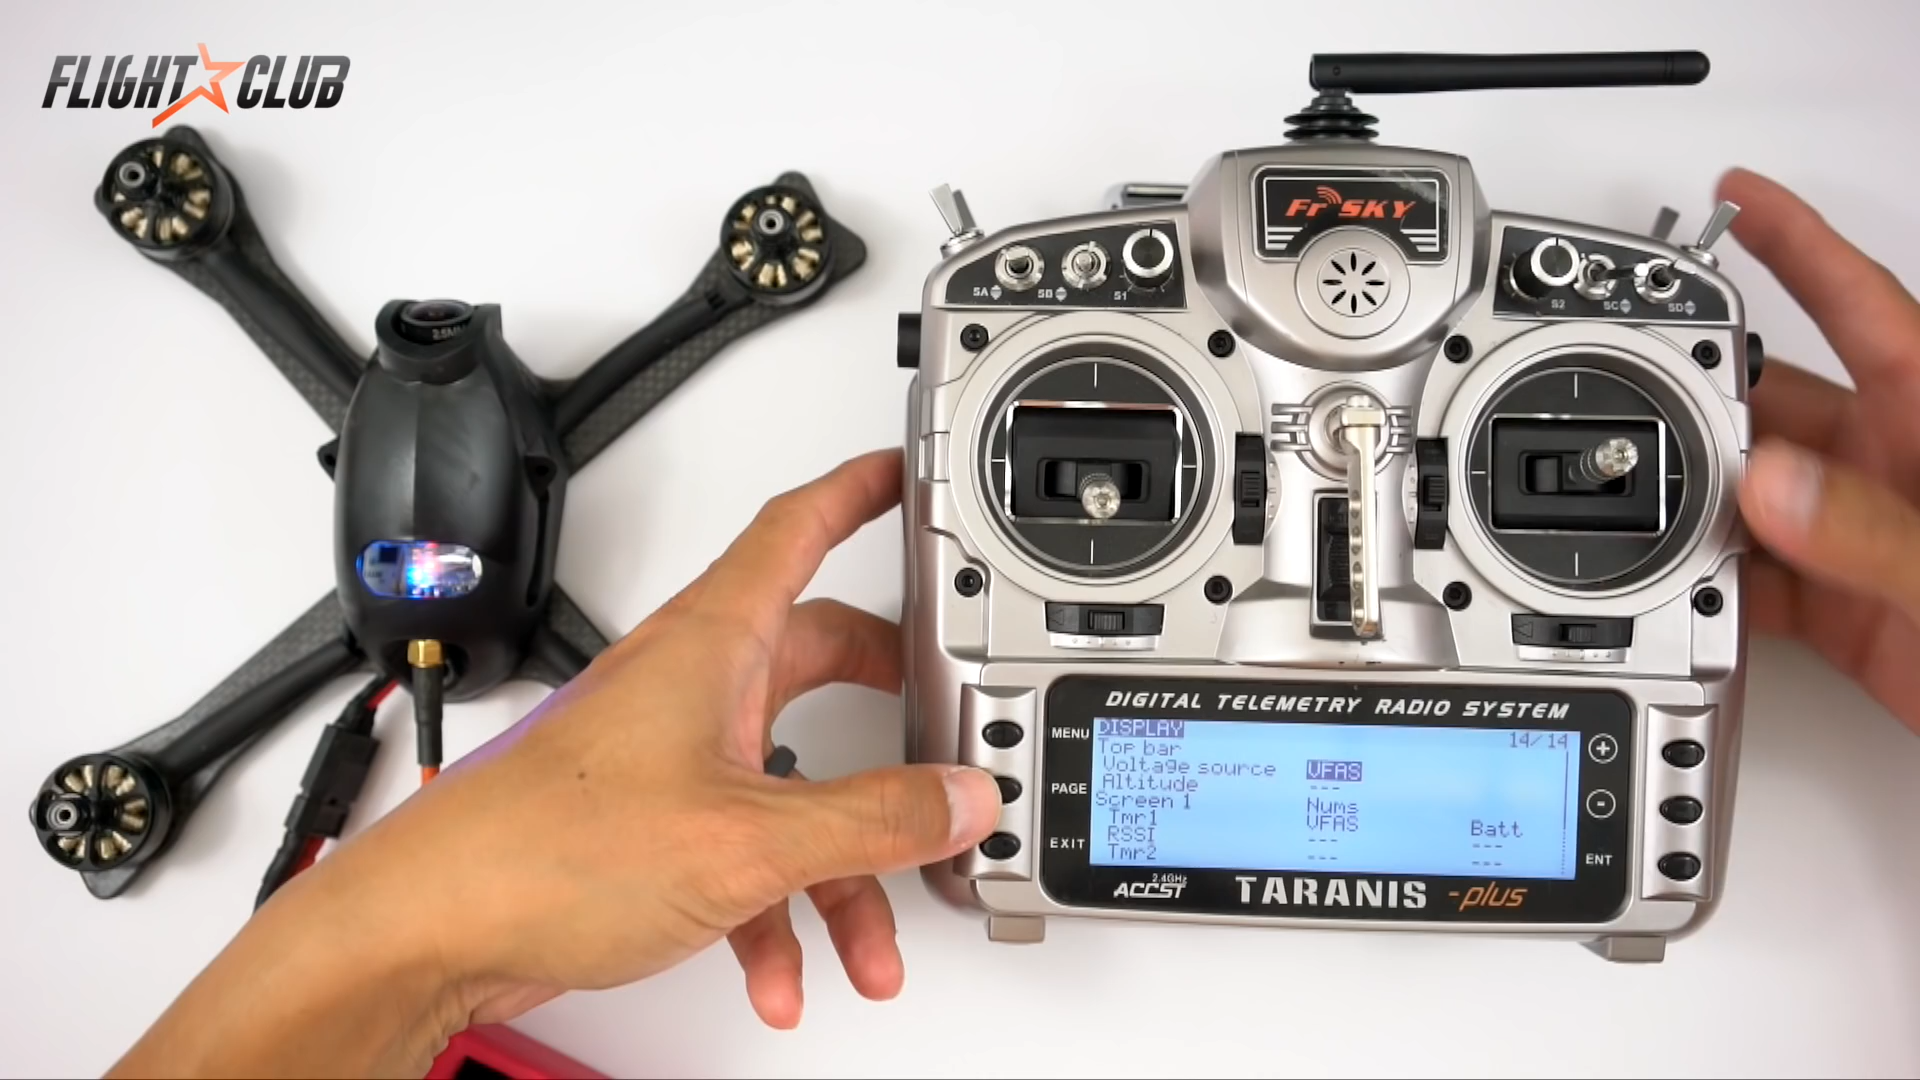 FLIGHT CLUB
2.5MM
FrSKY
SA
SB
S1
S2
SC
SD
DIGITAL TELEMETRY RADIO SYSTEM
MENU
PAGE
EXIT
DISPLAY 14/14
Top bar
Voltage source VFAS
Altitude ---
Screen 1 Nums
Tmr1 VFAS Batt
RSSI --- ---
Tmr2 --- ---
+
-
ENT
2.4GHz
ACCST
TARANIS -plus